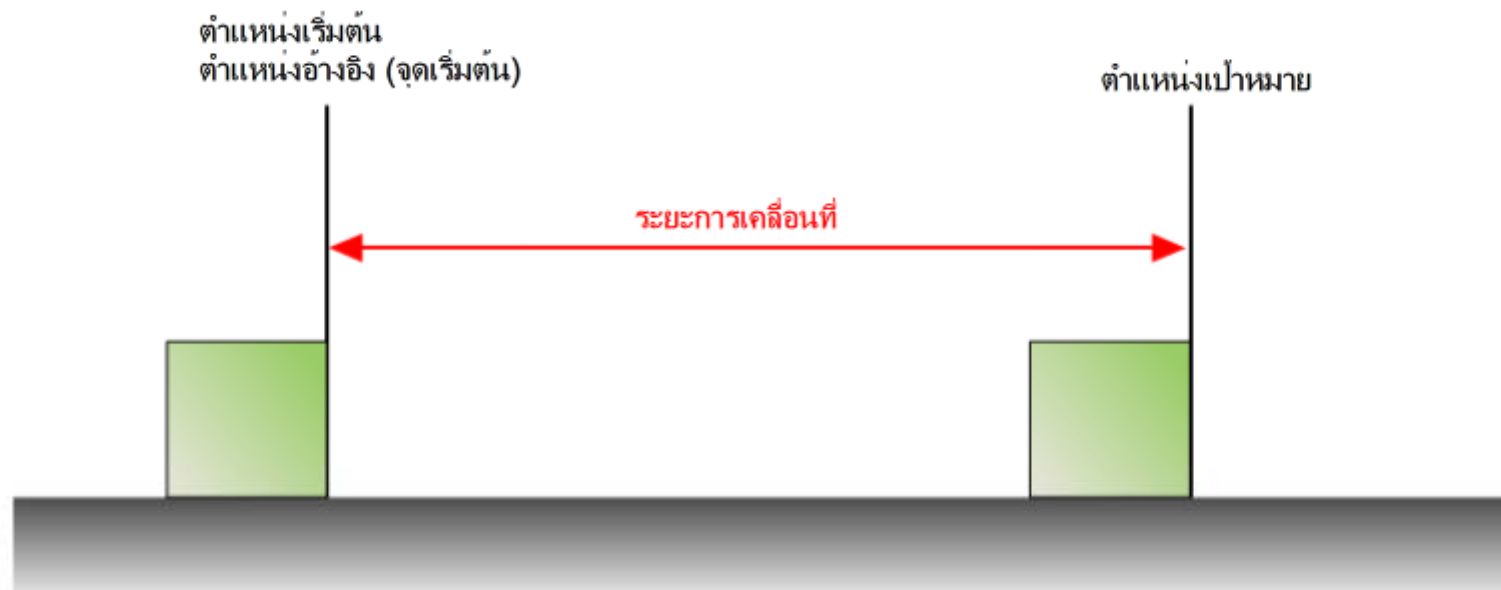 ตำแหน่งเริ่มต้น
ตำแหน่งอ้างอิง (จุดเริ่มต้น)
ตำแหน่งเป้าหมาย
ระยะการเคลื่อนที่